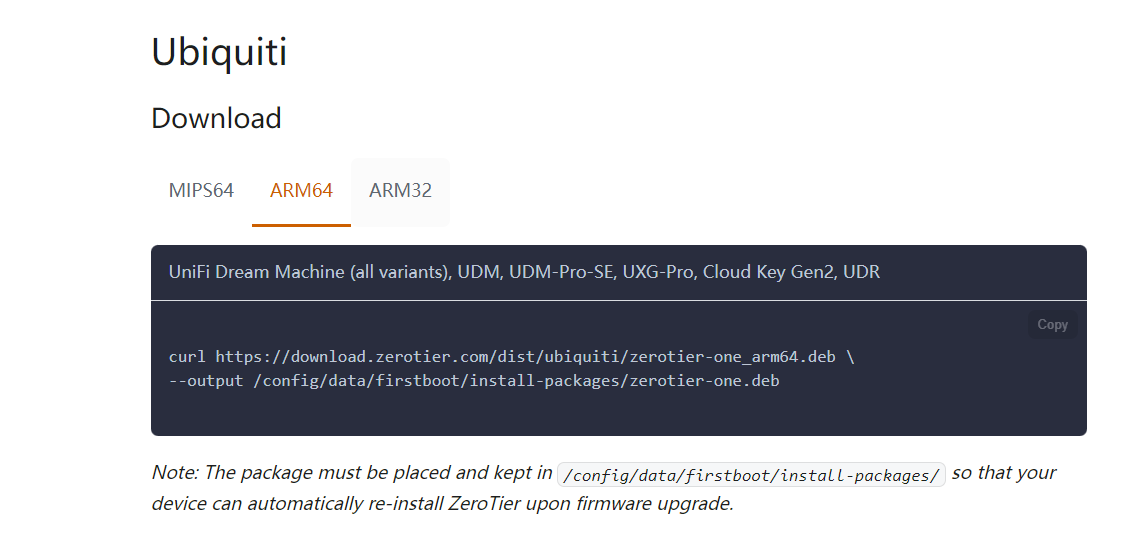 Ubiquiti
Download
MIPS64 ARM64 ARM32
UniFi Dream Machine (all variants), UDM, UDM-Pro-SE, UXG-Pro, Cloud Key Gen2, UDR
Copy
curl https://download.zerotier.com/dist/ubiquiti/zerotier-one_arm64.deb \
--output /config/data/firstboot/install-packages/zerotier-one.deb
Note: The package must be placed and kept in /config/data/firstboot/install-packages/ so that your
device can automatically re-install ZeroTier upon firmware upgrade.